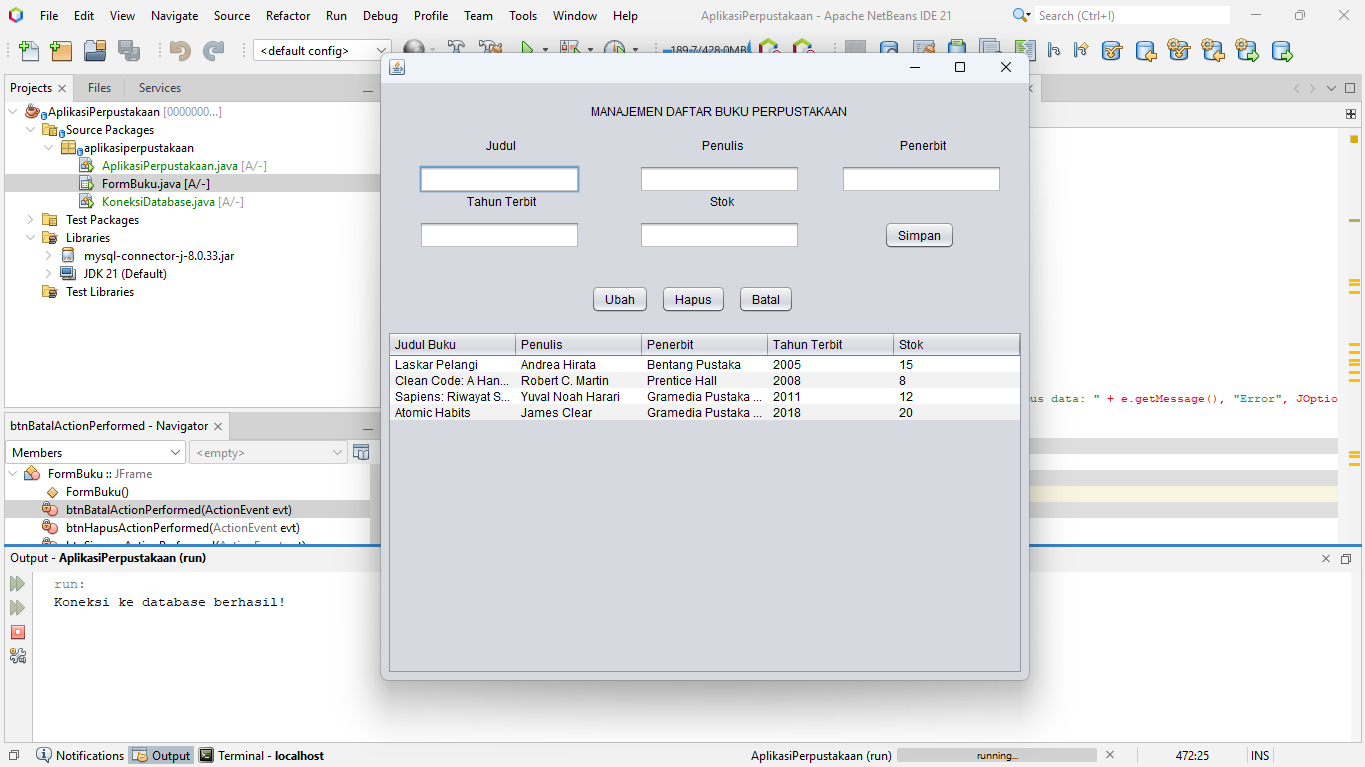 File Edit View Navigate Source Refactor Run Debug Profile Team Tools Window Help AplikasiPerpustakaan - Apache NetBeans IDE 21 Search (Ctrl+I)
<default config> 189.7/428.0MB
Projects Files Services
AplikasiPerpustakaan [0000000...]
Source Packages
aplikasiperpustakaan
AplikasiPerpustakaan.java [A/-]
FormBuku.java [A/-]
KoneksiDatabase.java [A/-]
Test Packages
Libraries
mysql-connector-j-8.0.33.jar
JDK 21 (Default)
Test Libraries
MANAJEMEN DAFTAR BUKU PERPUSTAKAAN
Judul Penulis Penerbit
Tahun Terbit Stok
Simpan
Ubah Hapus Batal
Judul Buku Penulis Penerbit Tahun Terbit Stok
Laskar Pelangi Andrea Hirata Bentang Pustaka 2005 15
Clean Code: A Han... Robert C. Martin Prentice Hall 2008 8
Sapiens: Riwayat S... Yuval Noah Harari Gramedia Pustaka ... 2011 12
Atomic Habits James Clear Gramedia Pustaka ... 2018 20
us data: " + e.getMessage(), "Error", JOptio
btnBatalActionPerformed - Navigator
Members <empty>
FormBuku :: JFrame
FormBuku()
btnBatalActionPerformed(ActionEvent evt)
btnHapusActionPerformed(ActionEvent evt)
Output - AplikasiPerpustakaan (run)
run:
Koneksi ke database berhasil!
Notifications Output Terminal - localhost AplikasiPerpustakaan (run) running... 472:25 INS